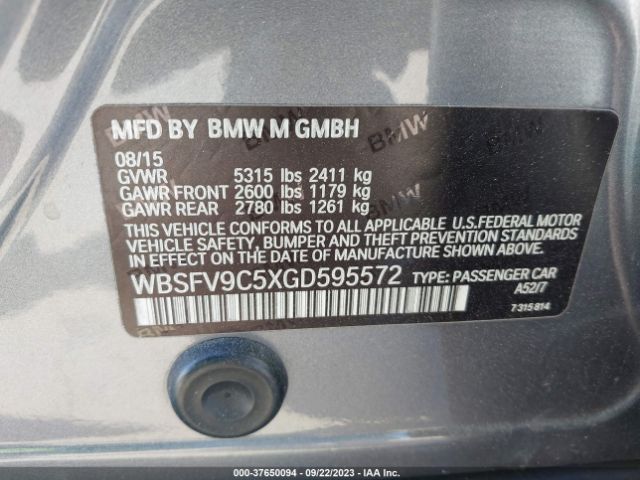 MFD BY BMW M GMBH
08/15
GVWR 5315 lbs 2411 kg
GAWR FRONT 2600 lbs 1179 kg
GAWR REAR 2780 lbs 1261 kg
THIS VEHICLE CONFORMS TO ALL APPLICABLE U.S.FEDERAL MOTOR
VEHICLE SAFETY, BUMPER AND THEFT PREVENTION STANDARDS
IN EFFECT ON THE DATE OF MANUFACTURE SHOWN ABOVE.
WBSFV9C5XGD595572 TYPE: PASSENGER CAR
A52/7
7 315 814
000-37650094 - 09/22/2023 - IAA Inc.